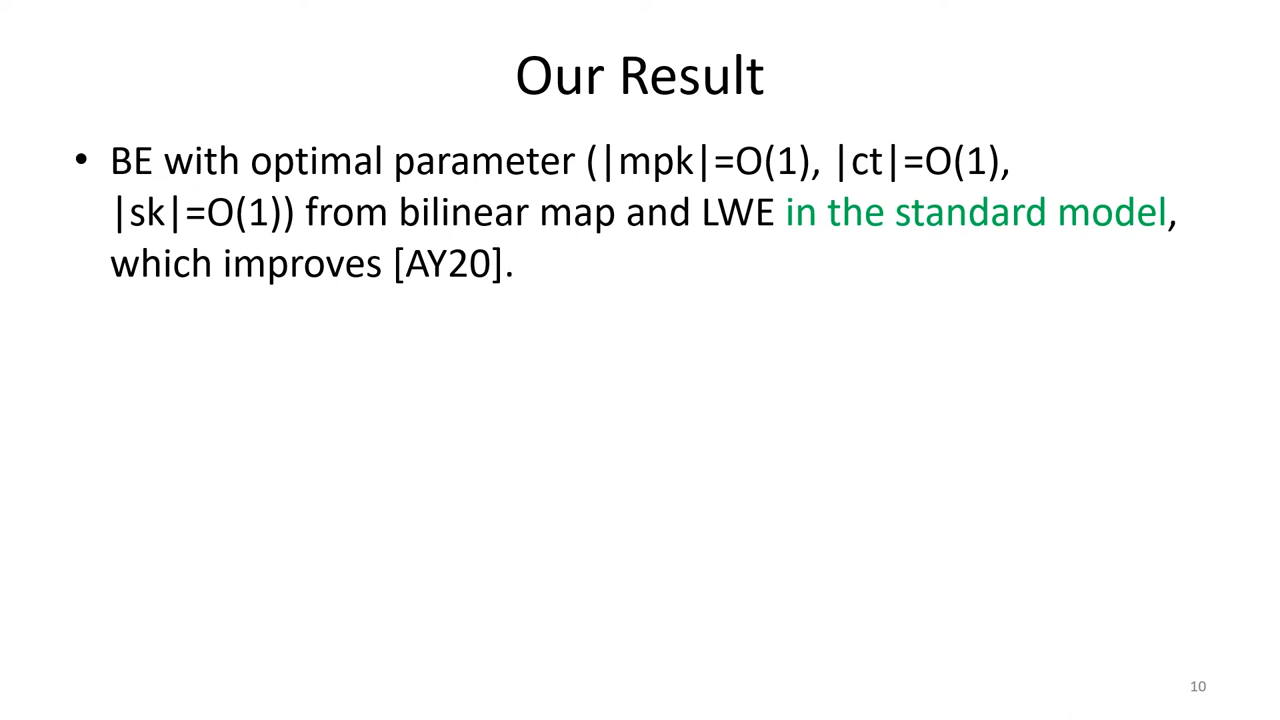 Our Result
• BE with optimal parameter (|mpk|=O(1), |ct|=O(1),
|sk|=O(1)) from bilinear map and LWE in the standard model,
which improves [AY20].
10